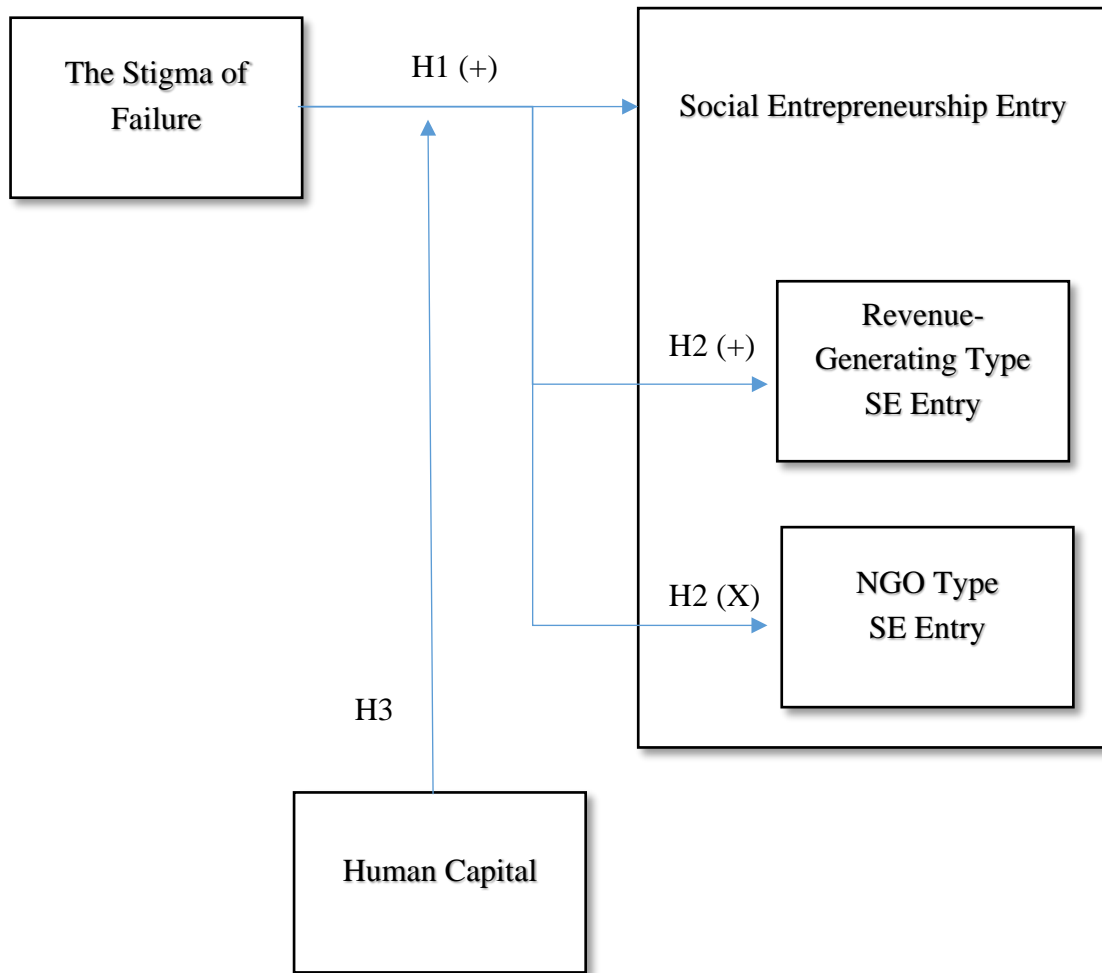 The Stigma of
Failure
H1 (+)
Social Entrepreneurship Entry
Revenue-
Generating Type
SE Entry
H2 (+)
NGO Type
SE Entry
H2 (X)
H3
Human Capital